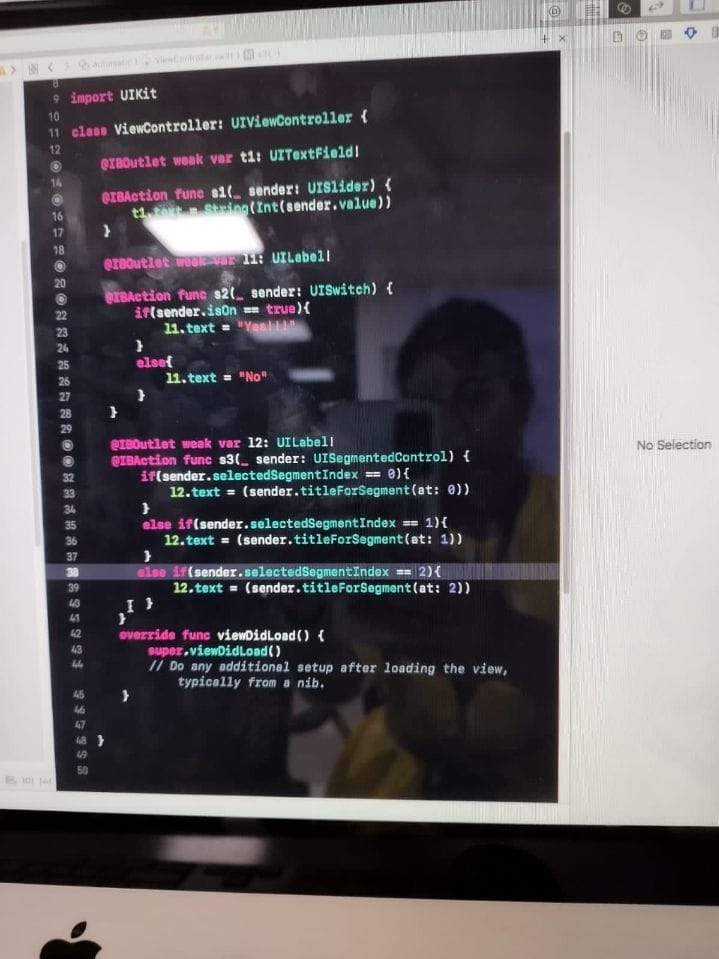 Automatic
ViewController.swift
s3(_:)
9 import UIKit
10
11 class ViewController: UIViewController {
12
@IBOutlet weak var t1: UITextField!
14
@IBAction func s1(_ sender: UISlider) {
16 t1.text = String(Int(sender.value))
17 }
18
@IBOutlet weak var l1: UILabel!
20
@IBAction func s2(_ sender: UISwitch) {
22 if(sender.isOn == true){
23 l1.text = "Yes!!!"
24 }
25 else{
26 l1.text = "No"
27 }
28 }
29
@IBOutlet weak var l2: UILabel!
@IBAction func s3(_ sender: UISegmentedControl) {
32 if(sender.selectedSegmentIndex == 0){
33 l2.text = (sender.titleForSegment(at: 0))
34 }
35 else if(sender.selectedSegmentIndex == 1){
36 l2.text = (sender.titleForSegment(at: 1))
37 }
38 else if(sender.selectedSegmentIndex == 2){
39 l2.text = (sender.titleForSegment(at: 2))
40 }
41 }
42 override func viewDidLoad() {
43 super.viewDidLoad()
44 // Do any additional setup after loading the view,
typically from a nib.
45 }
46
47
48 }
49
50
No Selection